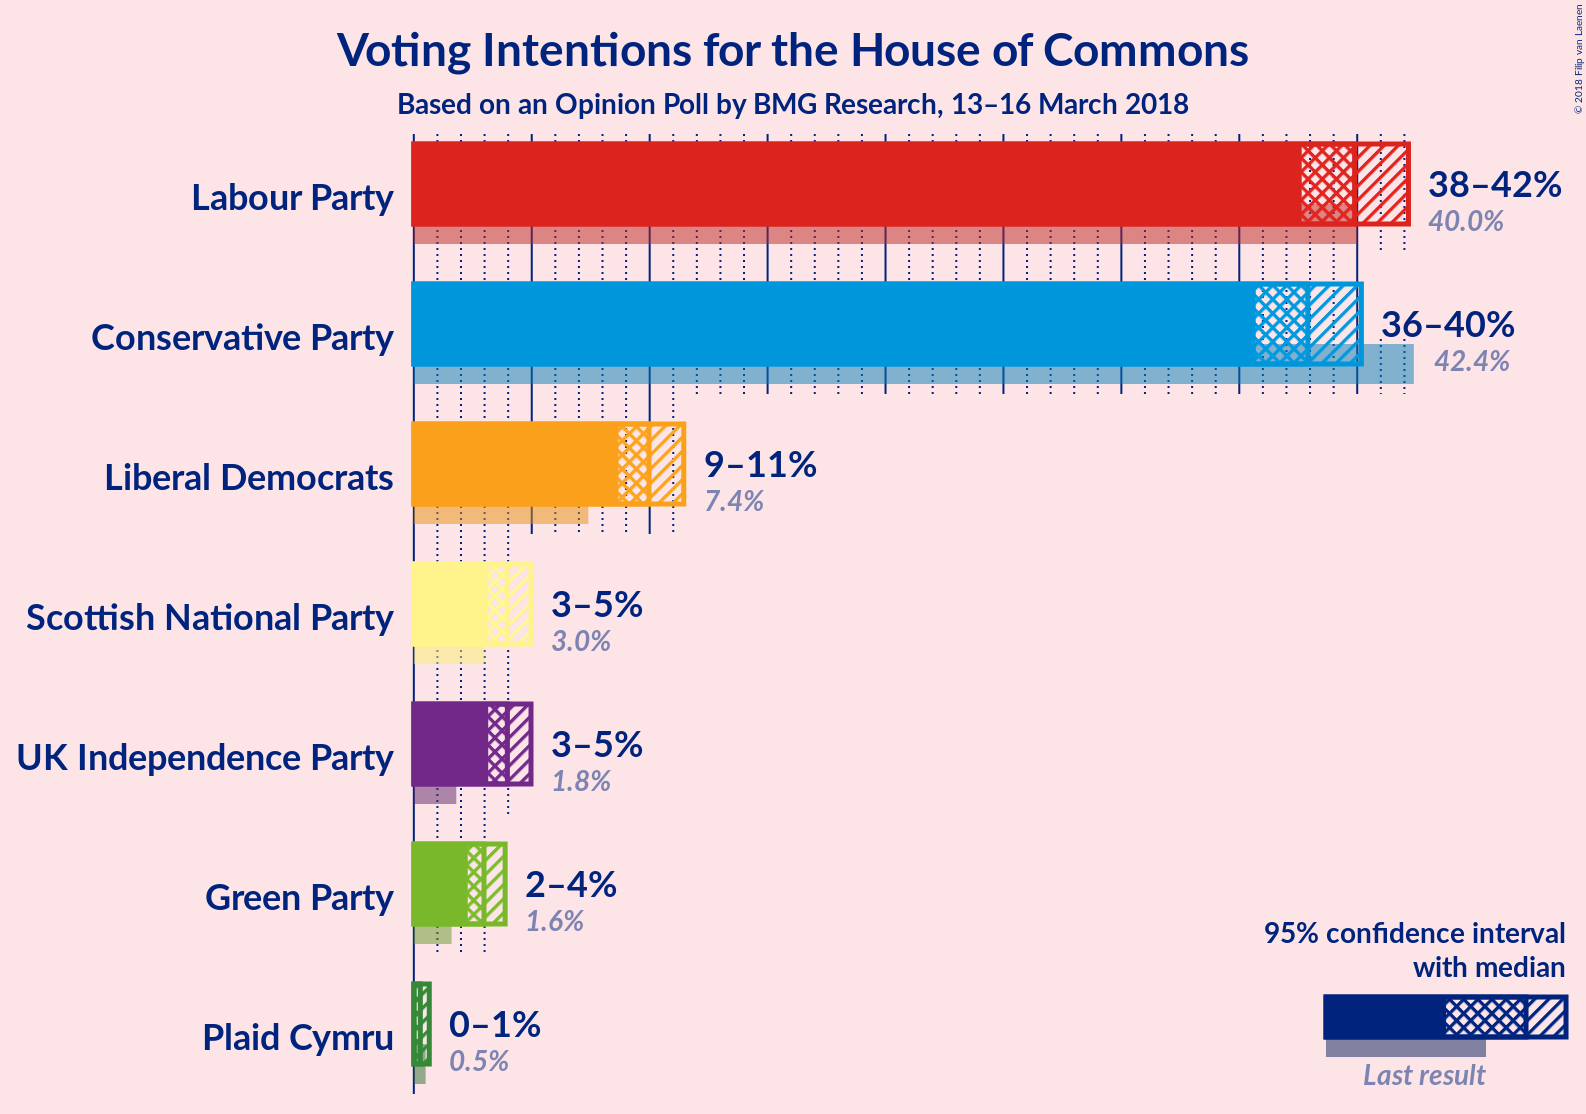 Voting Intentions for the House of Commons
Based on an Opinion Poll by BMG Research, 13–16 March 2018
© 2018 Filip van Laenen
Labour Party
38–42%
40.0%
Conservative Party
36–40%
42.4%
Liberal Democrats
9–11%
7.4%
Scottish National Party
3–5%
3.0%
UK Independence Party
3–5%
1.8%
Green Party
2–4%
1.6%
Plaid Cymru
0–1%
0.5%
95% confidence interval
with median
Last result